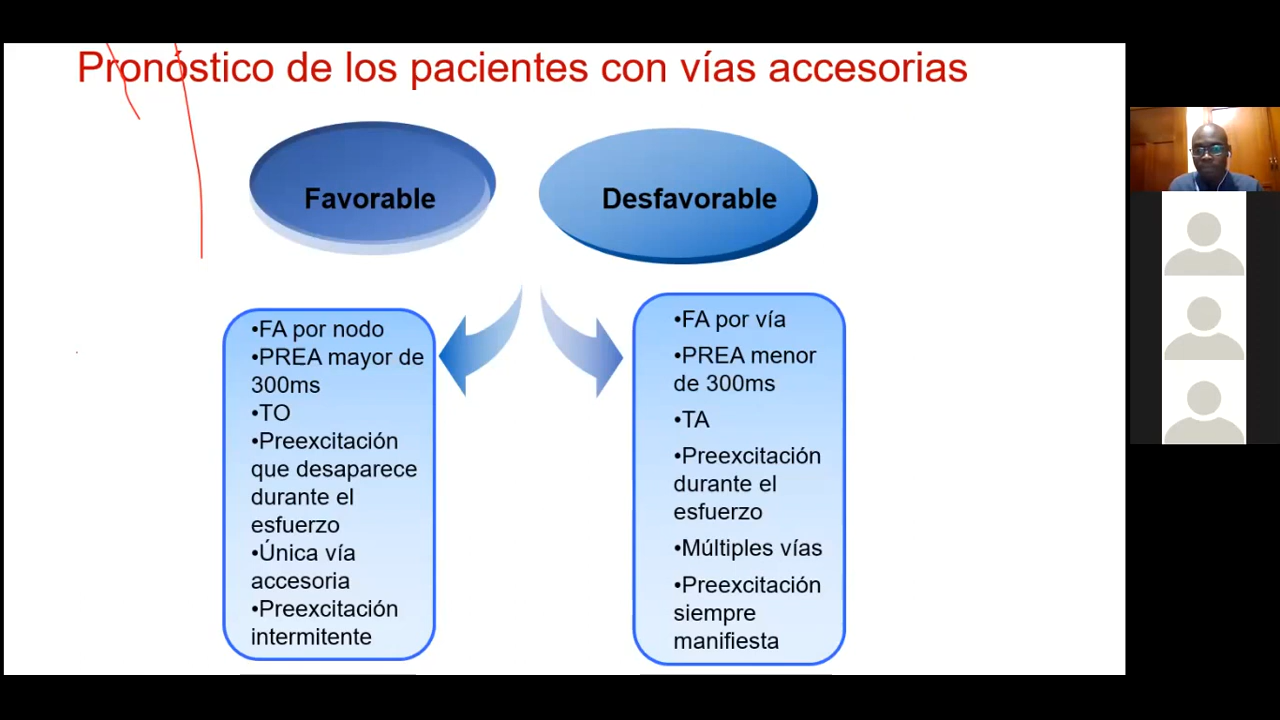 Pronóstico de los pacientes con vías accesorias
Favorable
Desfavorable
•FA por nodo
•PREA mayor de
300ms
•TO
•Preexcitación
que desaparece
durante el
esfuerzo
•Única vía
accesoria
•Preexcitación
intermitente
•FA por vía
•PREA menor
de 300ms
•TA
•Preexcitación
durante el
esfuerzo
•Múltiples vías
•Preexcitación
siempre
manifiesta